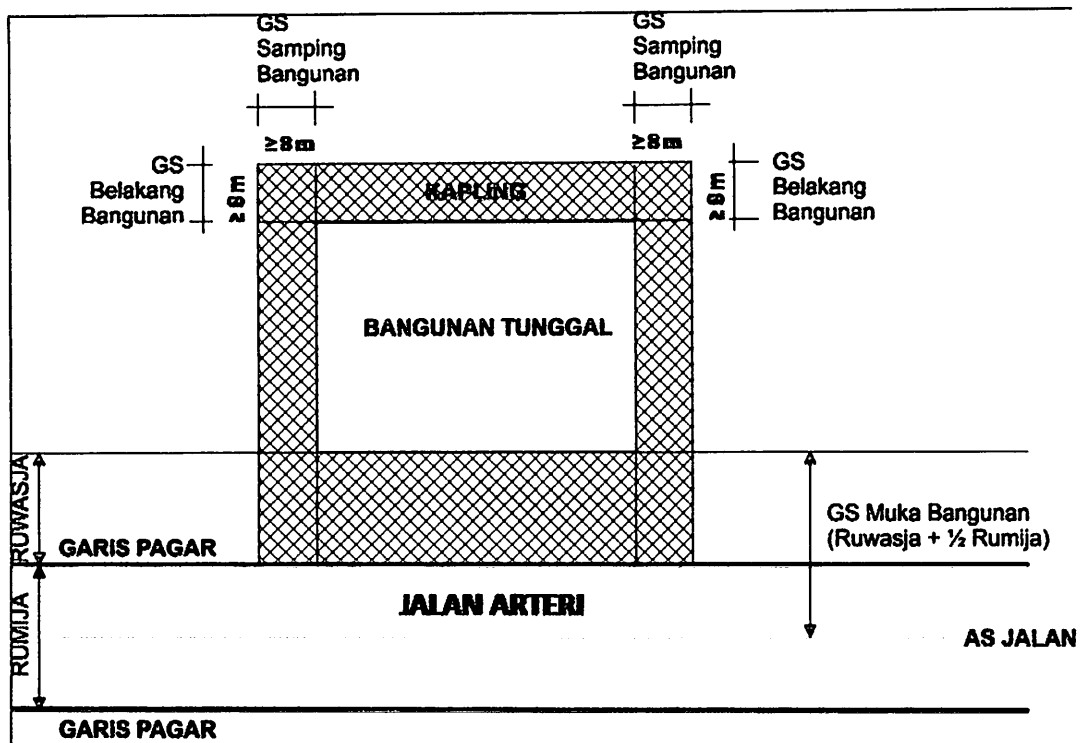 GS
Samping
Bangunan
GS
Samping
Bangunan
≥8m
≥8m
GS
Belakang
Bangunan
≥8m
KAPLING
≥8m
GS
Belakang
Bangunan
BANGUNAN TUNGGAL
RUWASJA
GS Muka Bangunan
(Ruwasja + ½ Rumija)
GARIS PAGAR
JALAN ARTERI
RUMIJA
AS JALAN
GARIS PAGAR